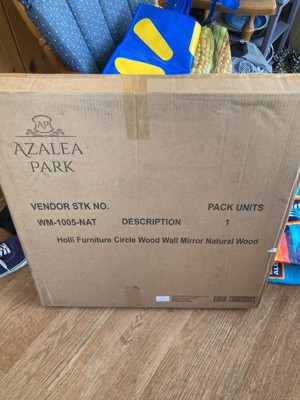 AP
AZALEA
PARK
VENDOR STK NO. PACK UNITS
WM-1005-NAT DESCRIPTION 1
Holli Furniture Circle Wood Wall Mirror Natural Wood